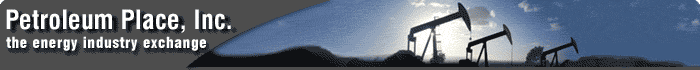 Petroleum Place, Inc.
the energy industry exchange